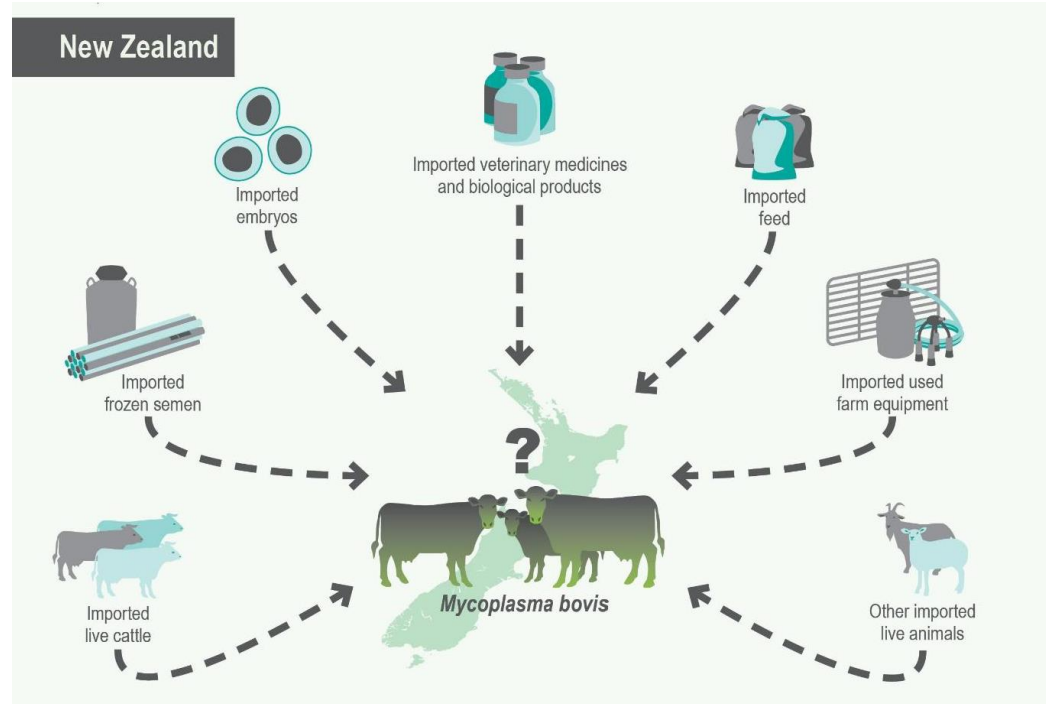 New Zealand
Imported
embryos
Imported veterinary medicines
and biological products
Imported
feed
Imported
frozen semen
Imported used
farm equipment
?
Imported
live cattle
Mycoplasma bovis
Other imported
live animals